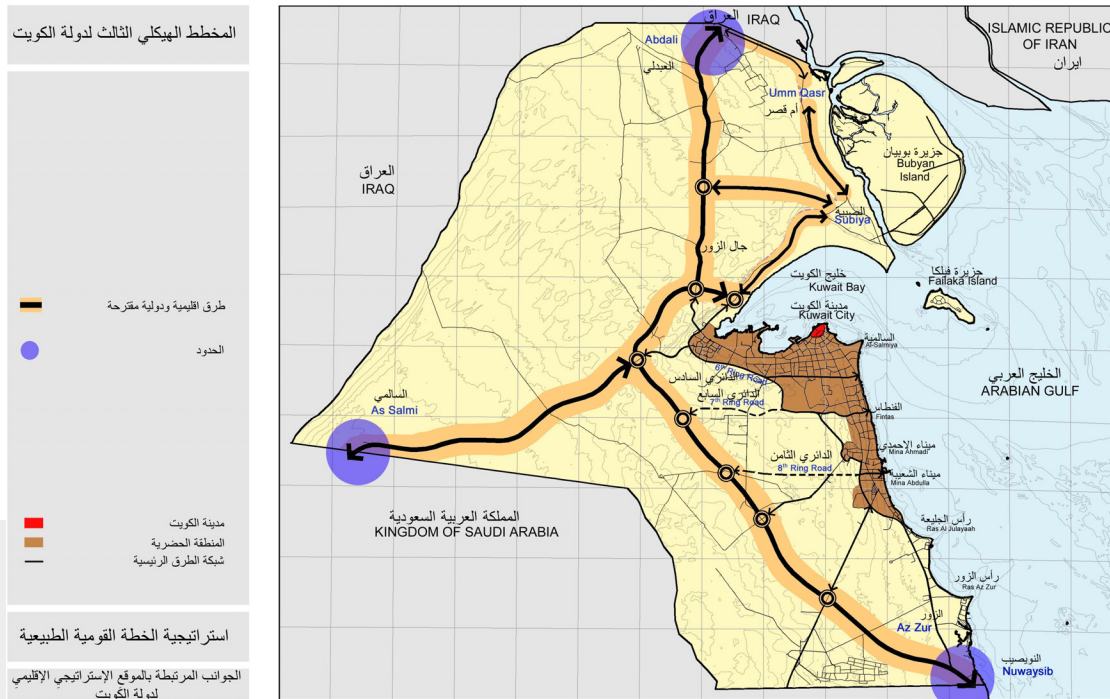 المخطط الهيكلي الثالث لدولة الكويت
طرق اقليمية ودولية مقترحة
الحدود
مدينة الكويت
المنطقة الحضرية
شبكة الطرق الرئيسية
استراتيجية الخطة القومية الطبيعية
الجوانب المرتبطة بالموقع الإستراتيجي الإقليمي
لدولة الكويت
العراق
IRAQ
Abdali
العبدلي
ISLAMIC REPUBLIC
OF IRAN
ايران
Umm Qasr
أم قصر
جزيرة بوبيان
Bubyan
Island
العراق
IRAQ
الصبية
Subiya
جال الزور
خليج الكويت
Kuwait Bay
جزيرة فيلكا
Failaka Island
مدينة الكويت
Kuwait City
السالمية
Al-Salmiya
الخليج العربي
ARABIAN GULF
الدائري السادس
6th Ring Road
الدائري السابع
7th Ring Road
السالمي
As Salmi
الفنطاس
Fintas
ميناء الاحمدي
Mina Ahmadi
الدائري الثامن
8th Ring Road
ميناء الشعيبة
Mina Abdulla
المملكة العربية السعودية
KINGDOM OF SAUDI ARABIA
رأس الجليعة
Ras Al Julayaah
رأس الزور
Ras Az Zur
الزور
Az Zur
النويصيب
Nuwaysib